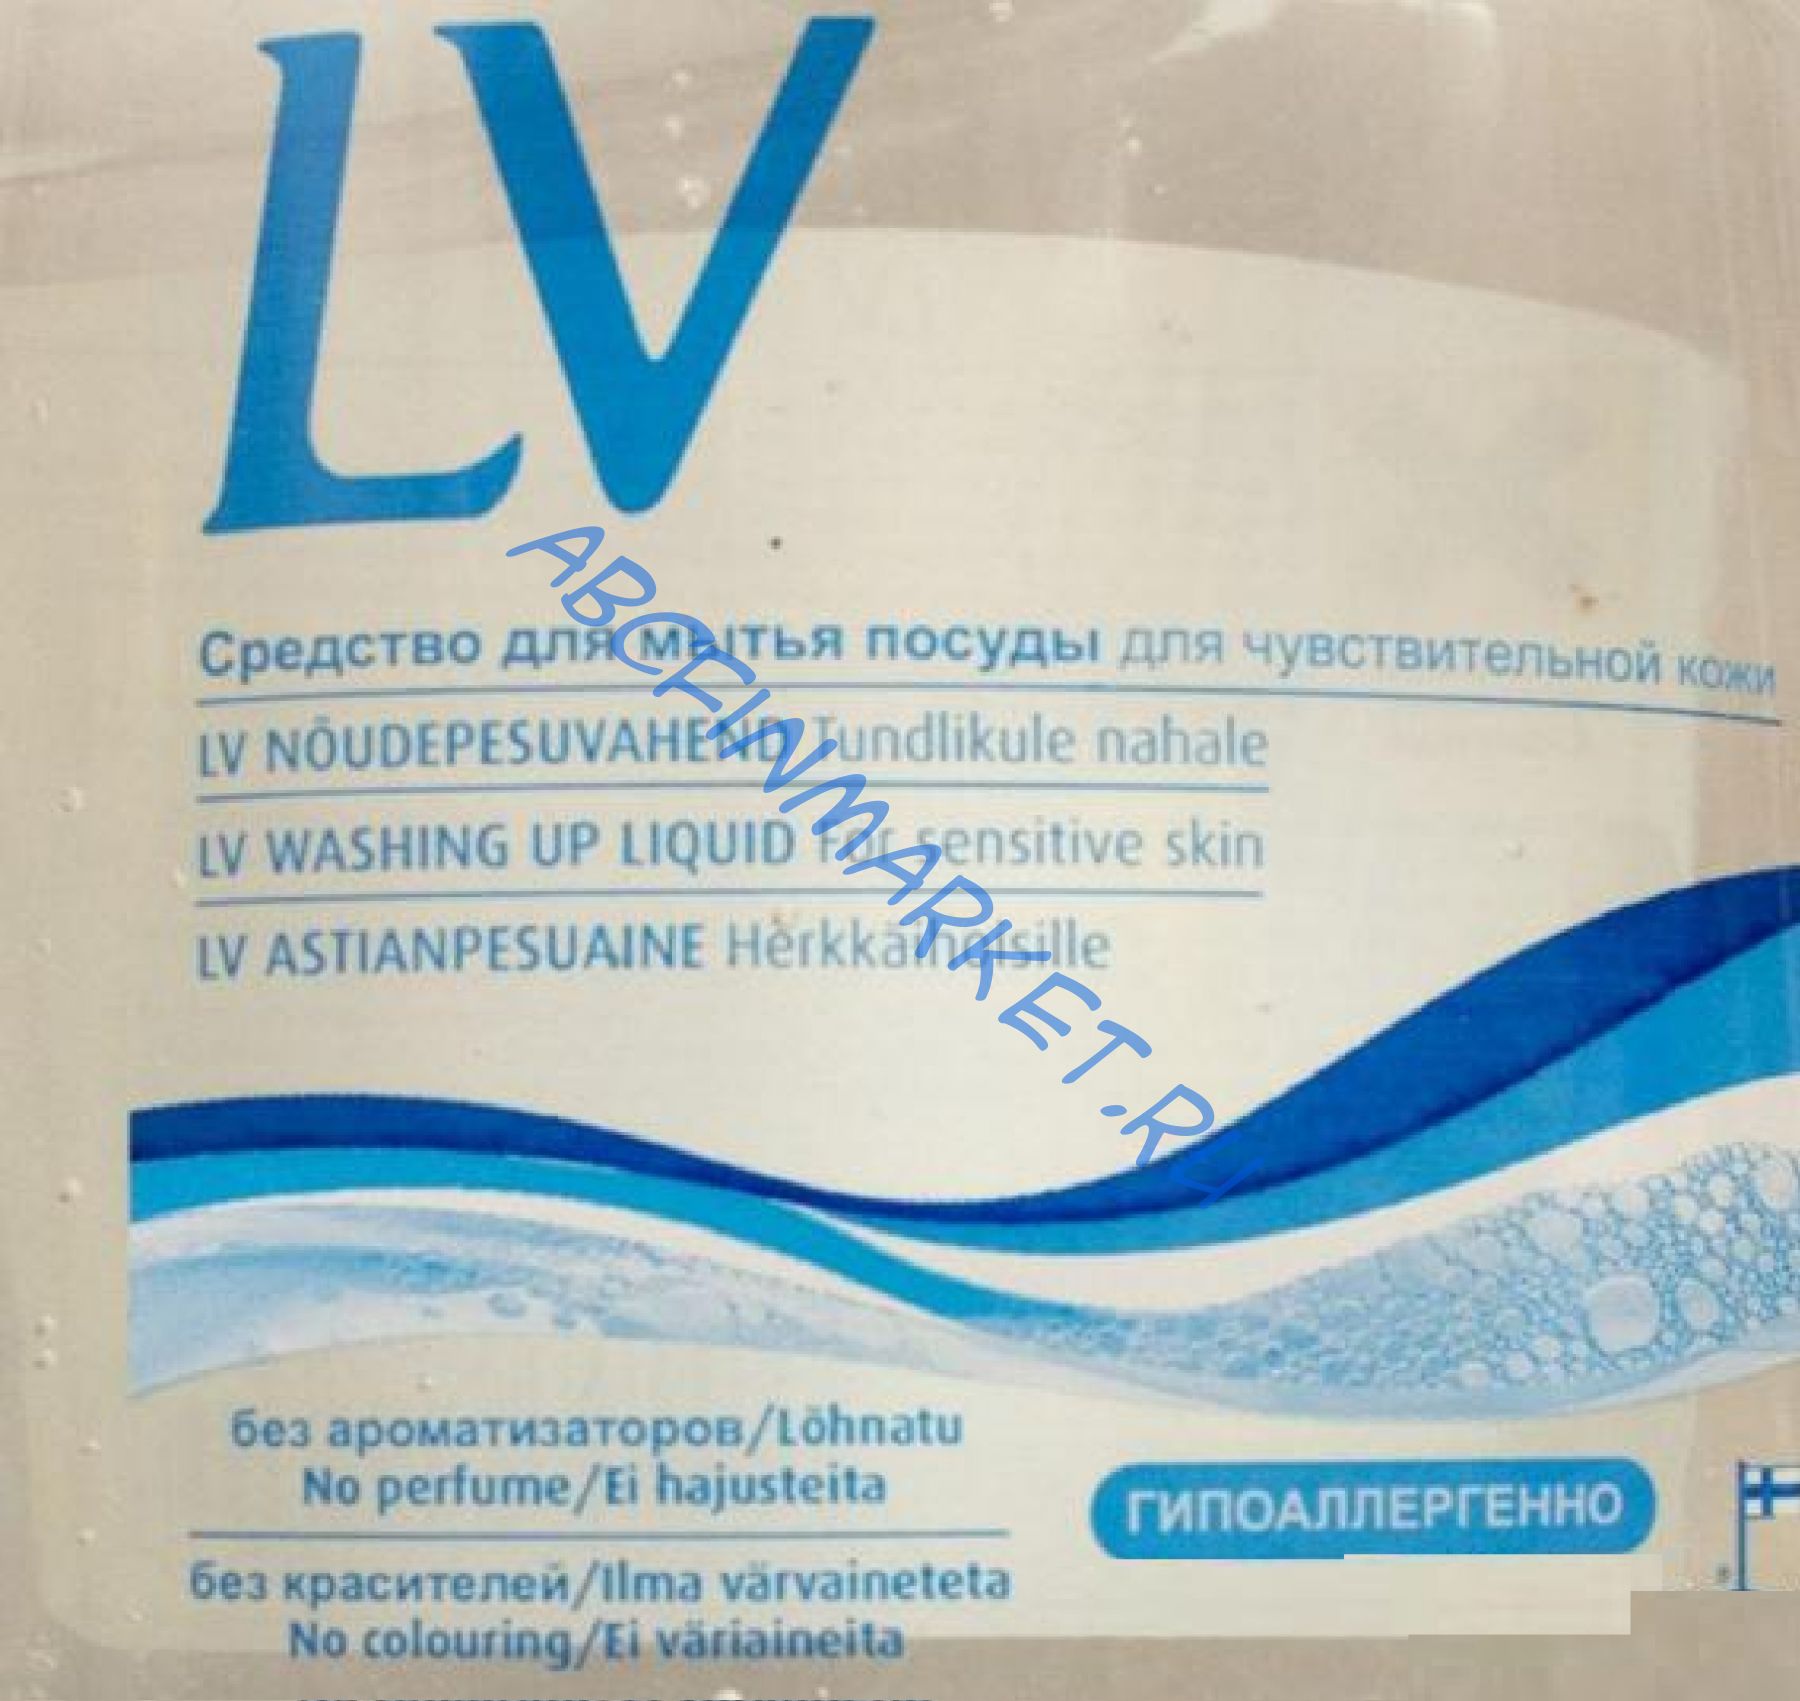 LV
Средство для мытья посуды для чувствительной кожи
LV NÕUDEPESUVAHEND Tundlikule nahale
LV WASHING UP LIQUID For sensitive skin
LV ASTIANPESUAINE Herkkäihoisille
ABCFINMARKET.RU
без ароматизаторов/Lõhnatu
No perfume/Ei hajusteita
без красителей/Ilma värvaineteta
No colouring/Ei väriaineita
ГИПОАЛЛЕРГЕННО